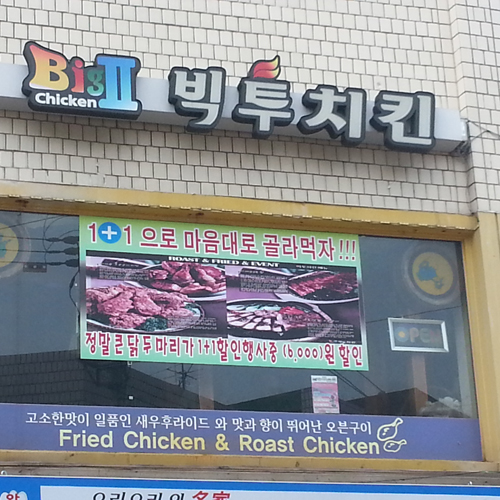 Big II
Chicken
빅투치킨
1+1 으로 마음대로 골라먹자 !!!
ROAST & FRIED & EVENT
정말 큰 닭 두 마리가 1+1할인행사중 (6,000)원 할인
OPEN
고소한맛이 일품인 새우후라이드 와 맛과 향이 뛰어난 오븐구이
Fried Chicken & Roast Chicken